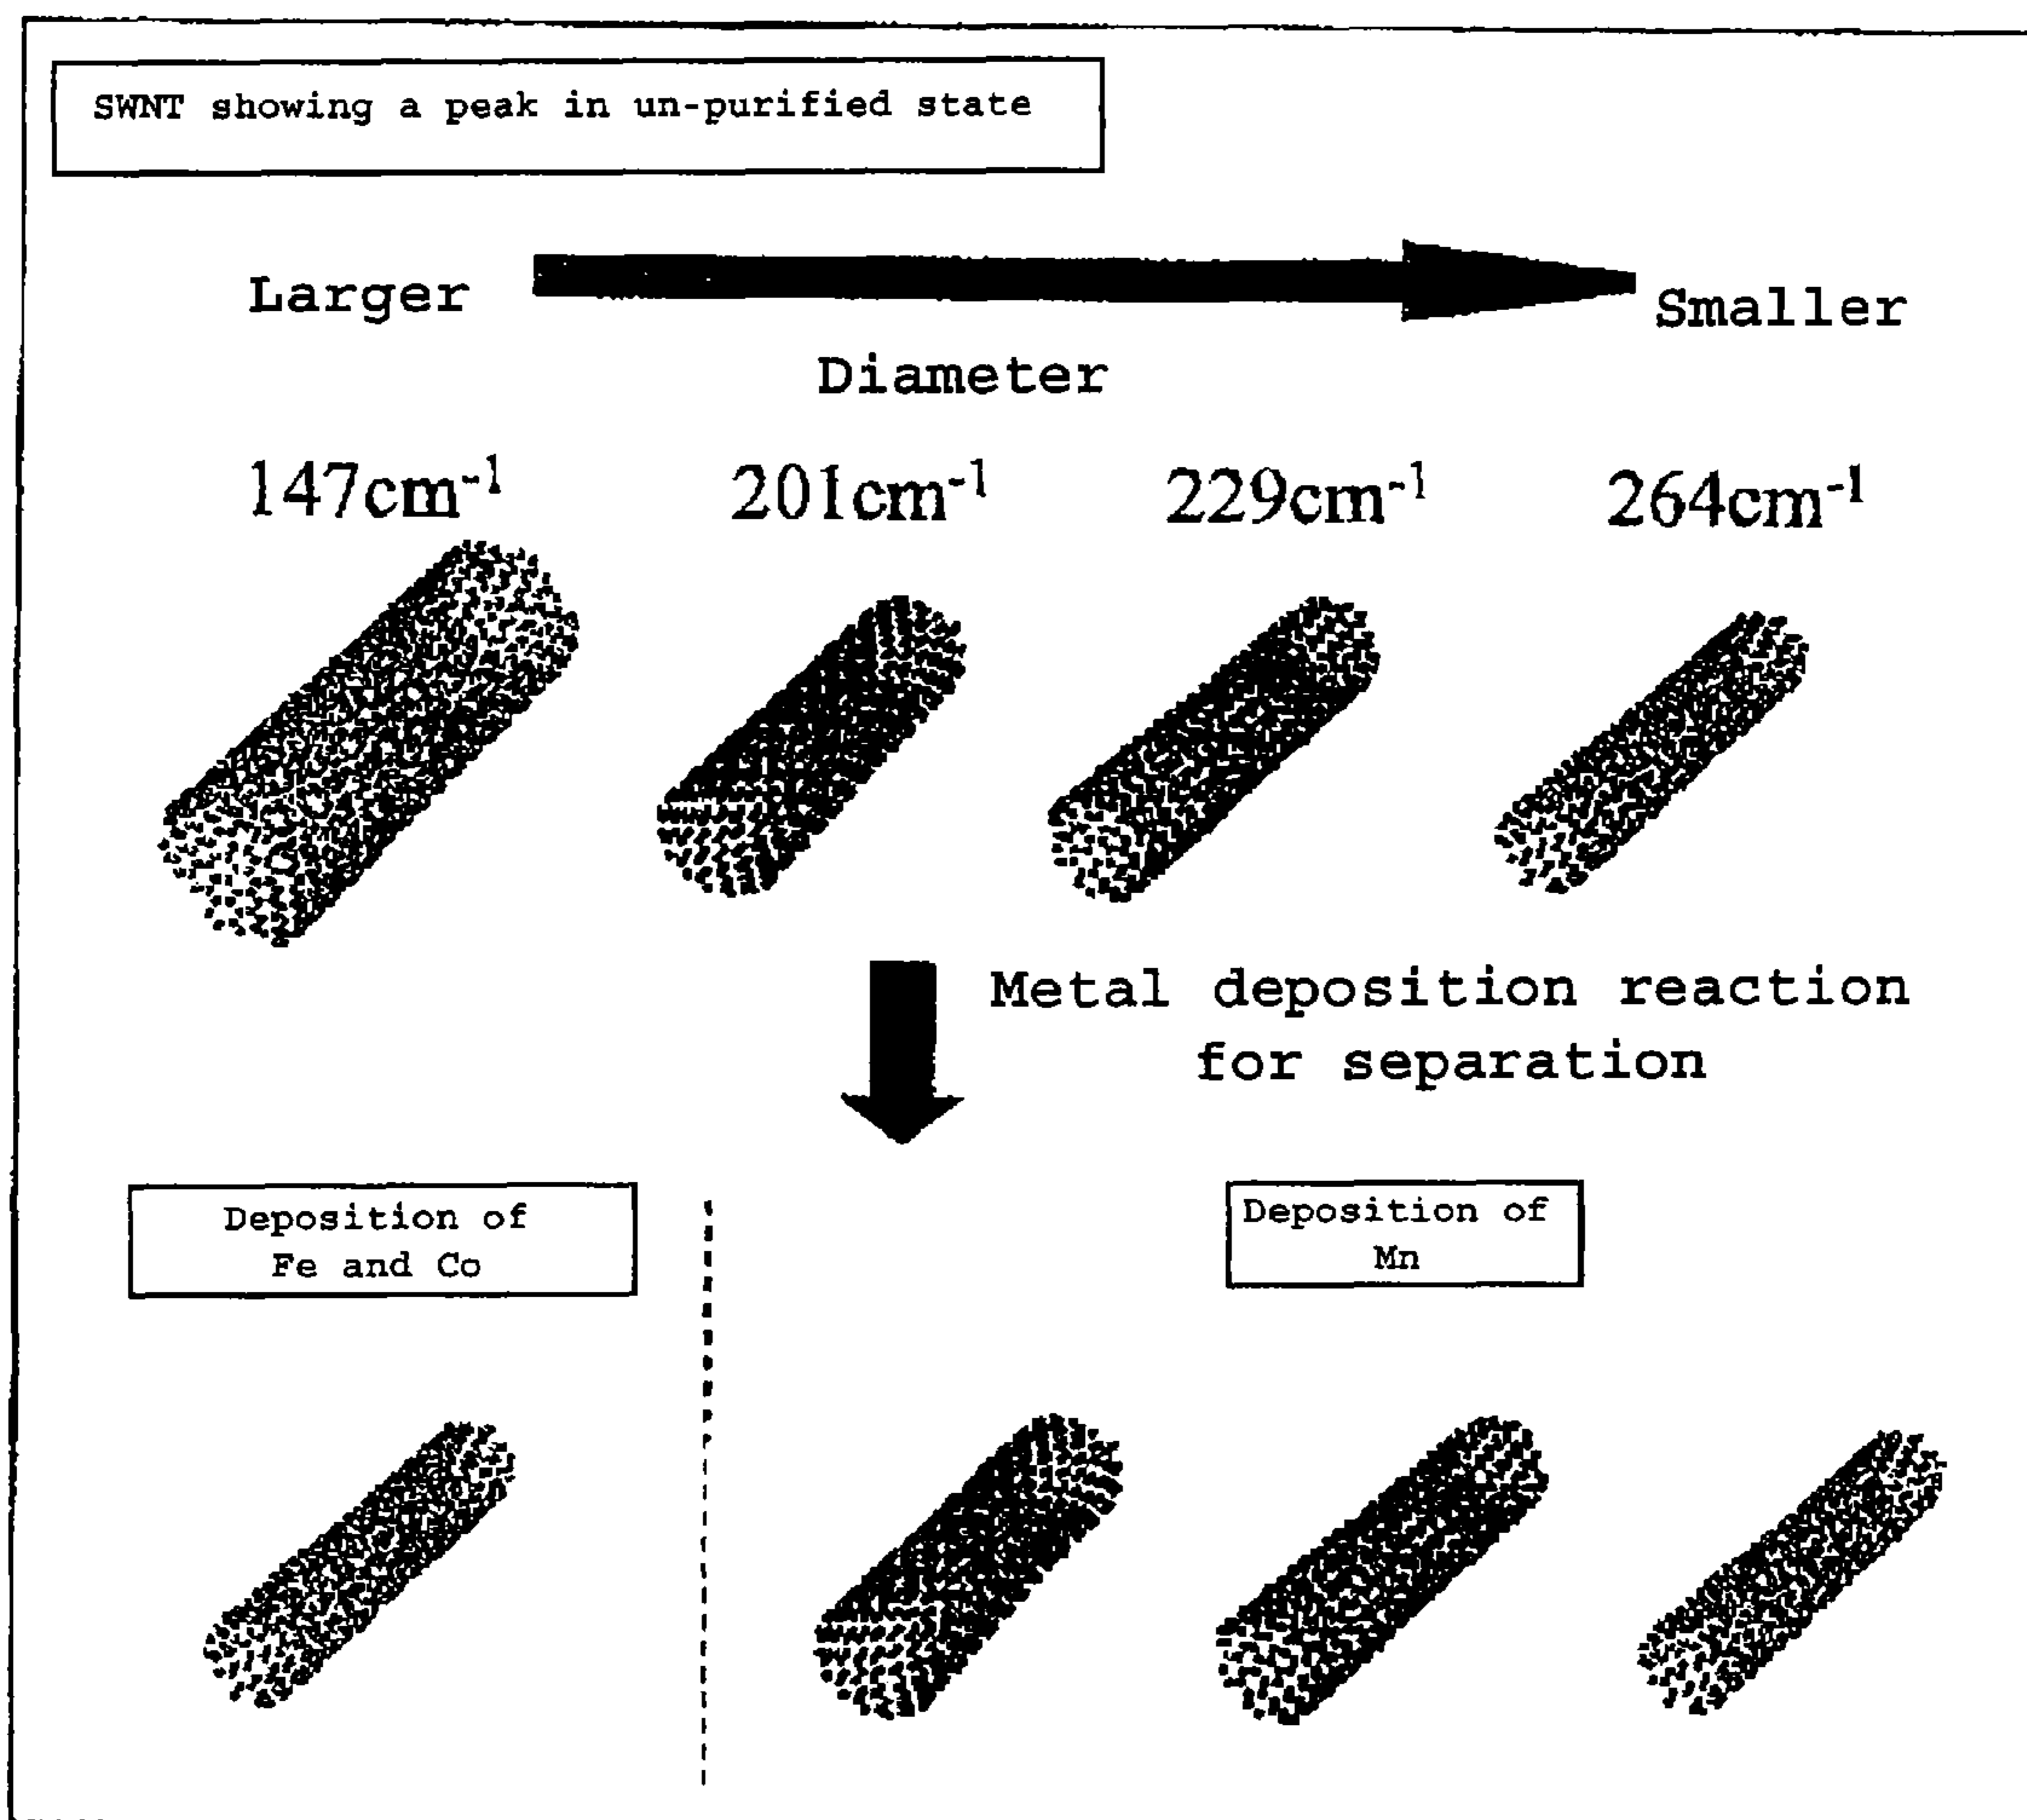 SWNT showing a peak in un-purified state
Larger
Smaller
Diameter
147cm⁻¹ 201cm⁻¹ 229cm⁻¹ 264cm⁻¹
Metal deposition reaction
for separation
Deposition of
Fe and Co
Deposition of
Mn